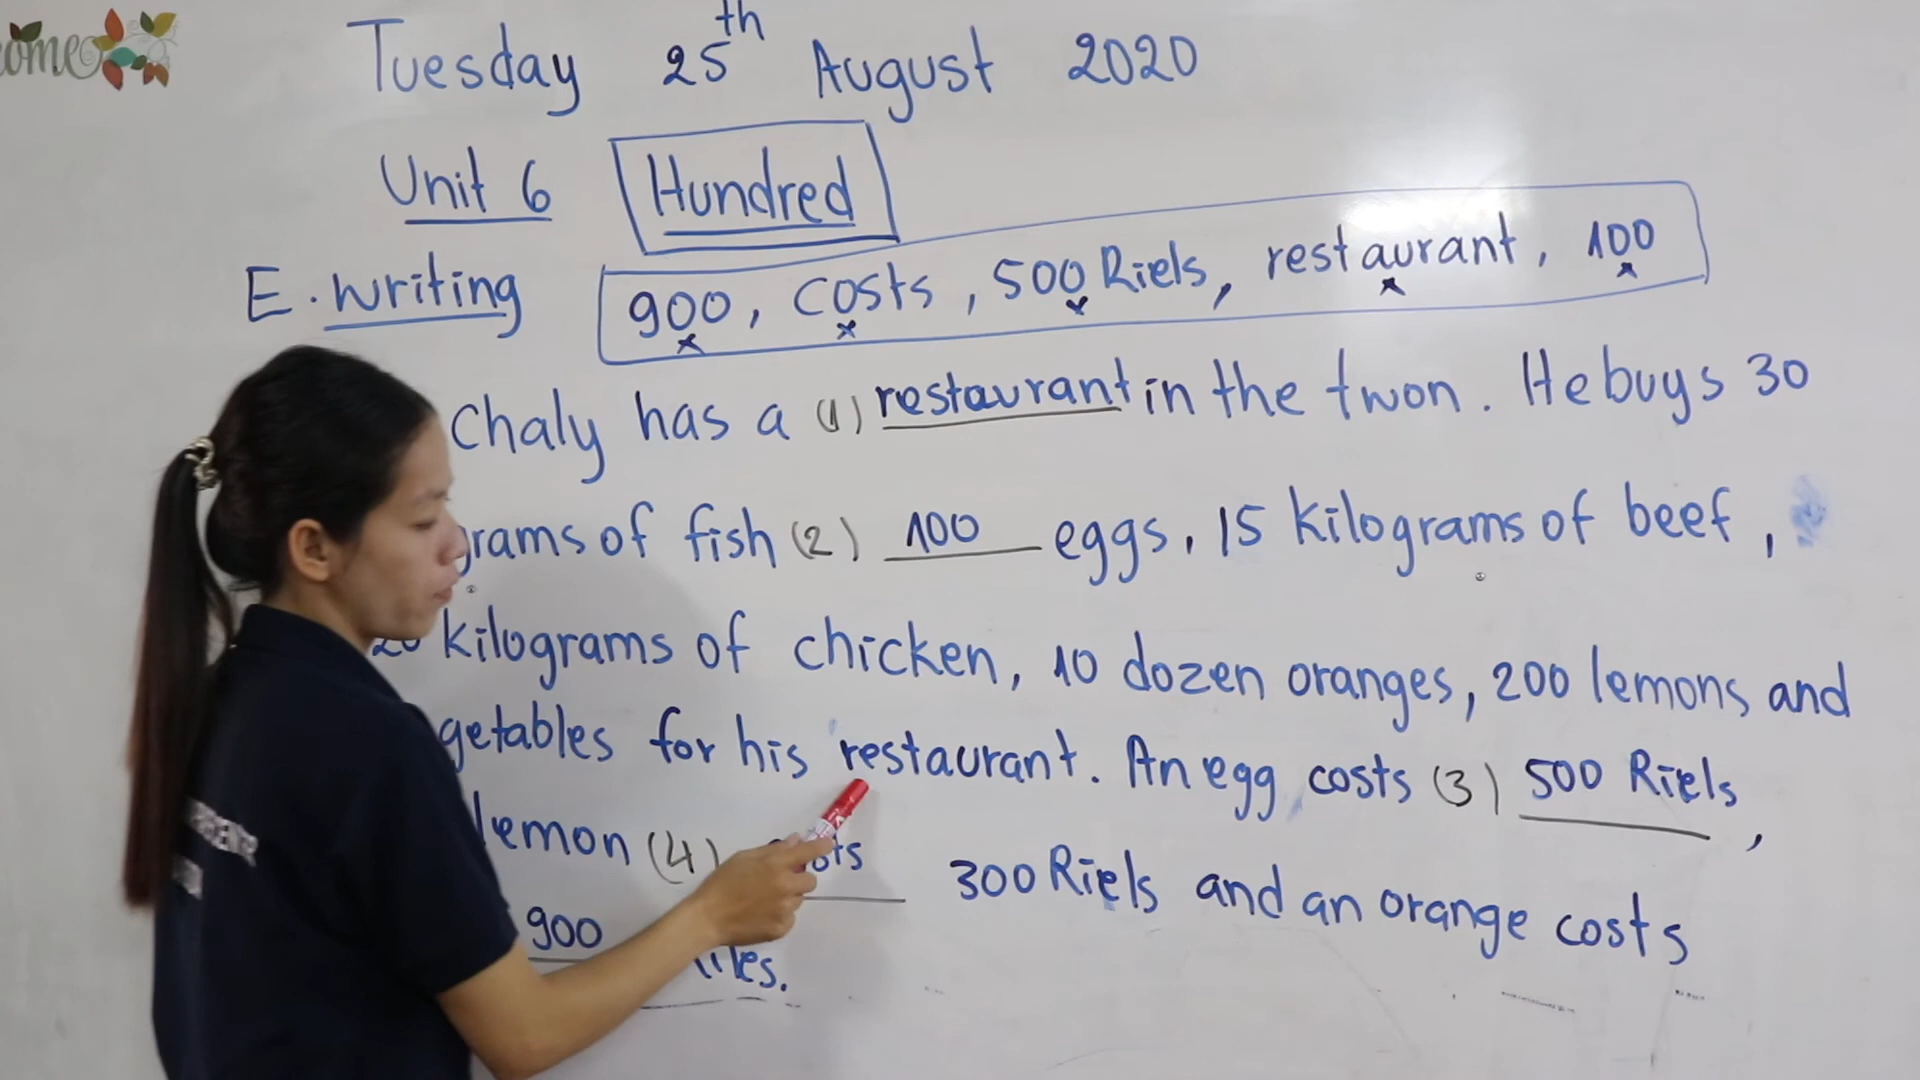 come
Tuesday 25th August 2020
Unit 6 Hundred
E. writing 900, costs, 500 Riels, restaurant, 100
Chaly has a (1) restaurant in the twon. He buys 30
grams of fish (2) 100 eggs, 15 kilograms of beef,
20 kilograms of chicken, 10 dozen oranges, 200 lemons and
getables for his restaurant. An egg costs (3) 500 Riels,
lemon (4) costs 300 Riels and an orange costs
900